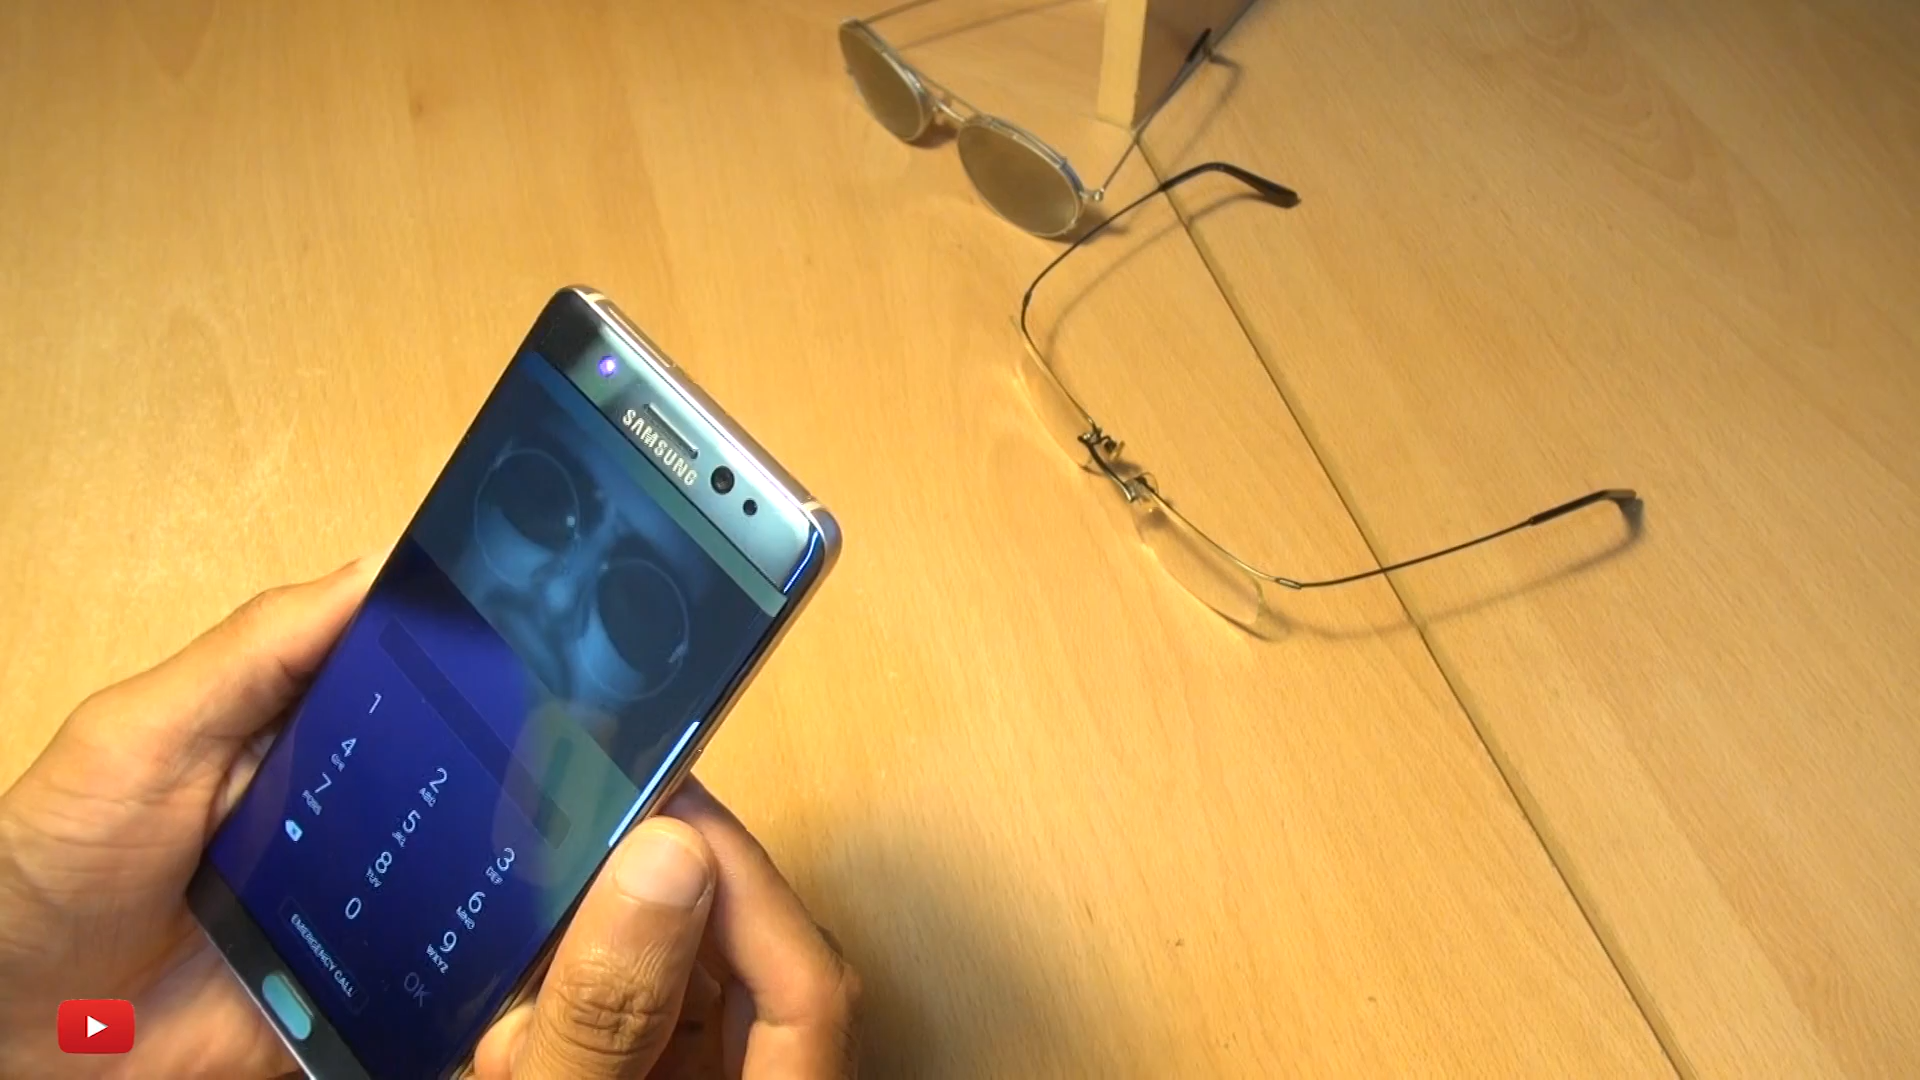 SAMSUNG
1
2 ABC
3 DEF
4 GHI
5 JKL
6 MNO
7 PQRS
8 TUV
9 WXYZ
0
OK
EMERGENCY CALL